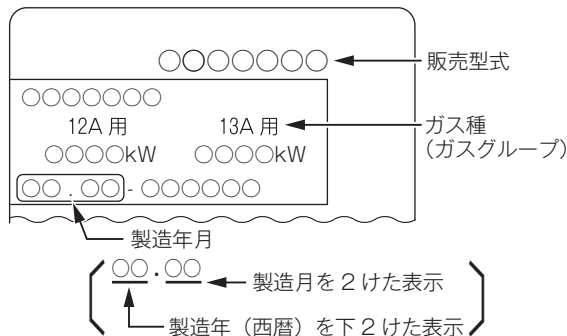 ○○○○○○○ 販売型式
○○○○○○○
12A 用 13A 用 ガス種
(ガスグループ)
○○○○kW ○○○○kW
○○.○○-○○○○○○
製造年月
○○.○○ 製造月を2けた表示
製造年（西暦）を下2けた表示